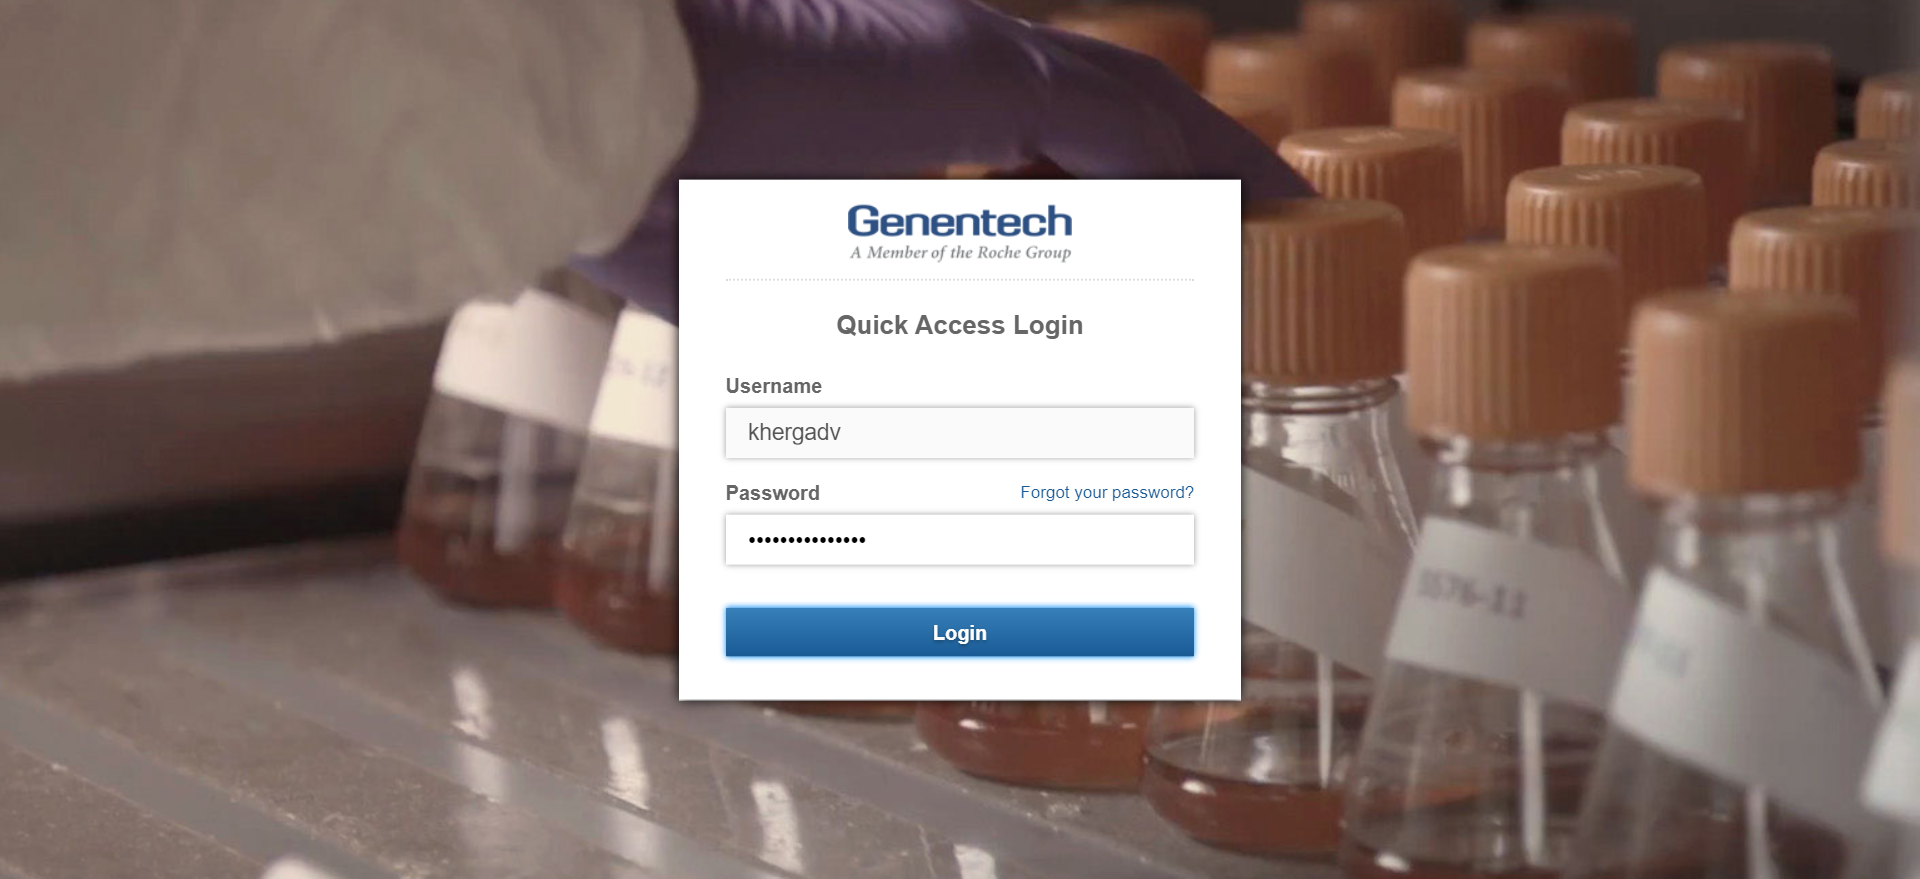 Genentech
A Member of the Roche Group
Quick Access Login
Username
khergadv
Password
Forgot your password?
•••••••••••••••
Login